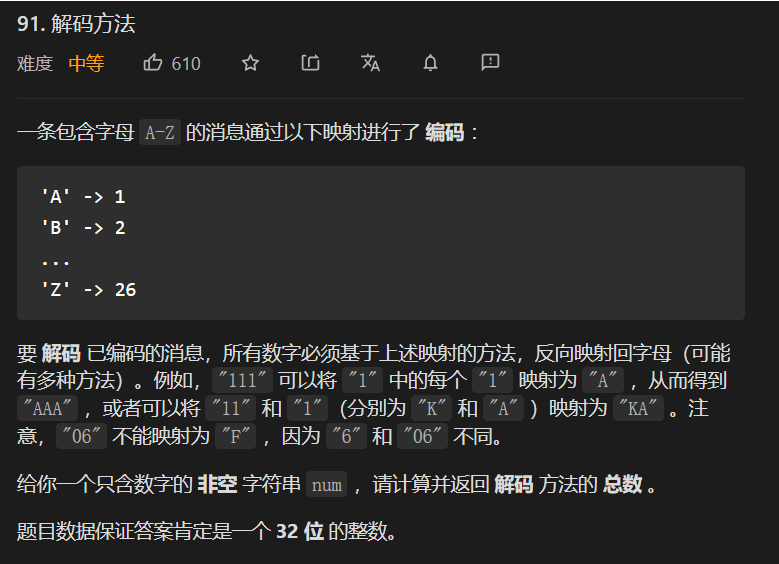 91. 解码方法
难度 中等 610
一条包含字母 A-Z 的消息通过以下映射进行了 编码 ：
'A' -> 1
'B' -> 2
...
'Z' -> 26
要 解码 已编码的消息，所有数字必须基于上述映射的方法，反向映射回字母（可能
有多种方法）。例如，"111" 可以将 "1" 中的每个 "1" 映射为 "A" ，从而得到
"AAA" ，或者可以将 "11" 和 "1"（分别为 "K" 和 "A" ）映射为 "KA" 。注
意，"06" 不能映射为 "F" ，因为 "6" 和 "06" 不同。
给你一个只含数字的 非空 字符串 num ，请计算并返回 解码 方法的 总数 。
题目数据保证答案肯定是一个 32 位 的整数。